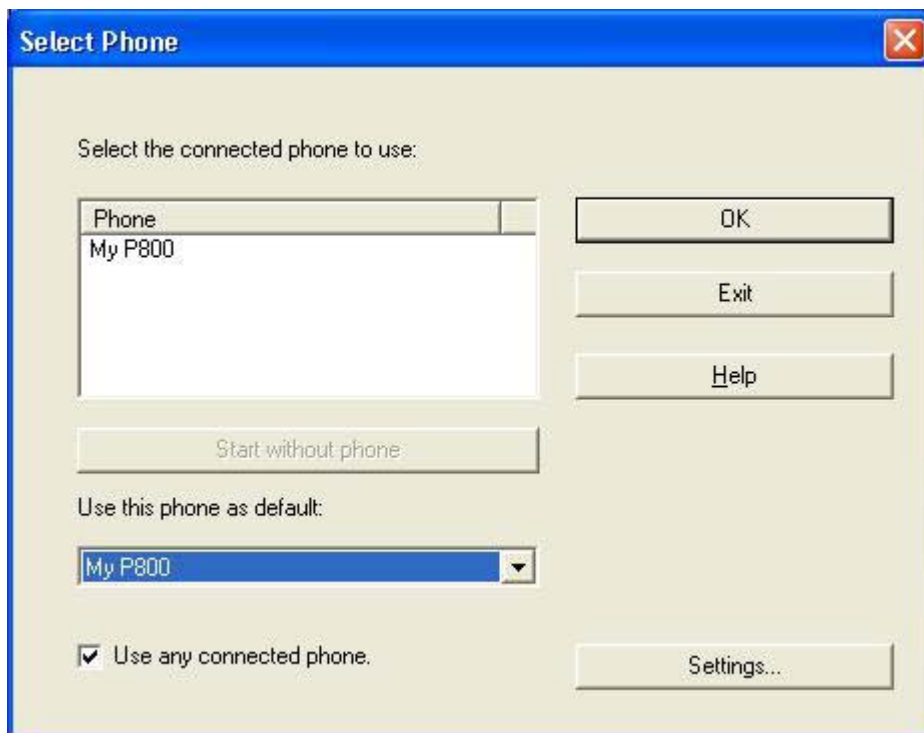 Select Phone
Select the connected phone to use:
Phone
My P800
OK
Exit
Help
Start without phone
Use this phone as default:
My P800
Use any connected phone.
Settings...